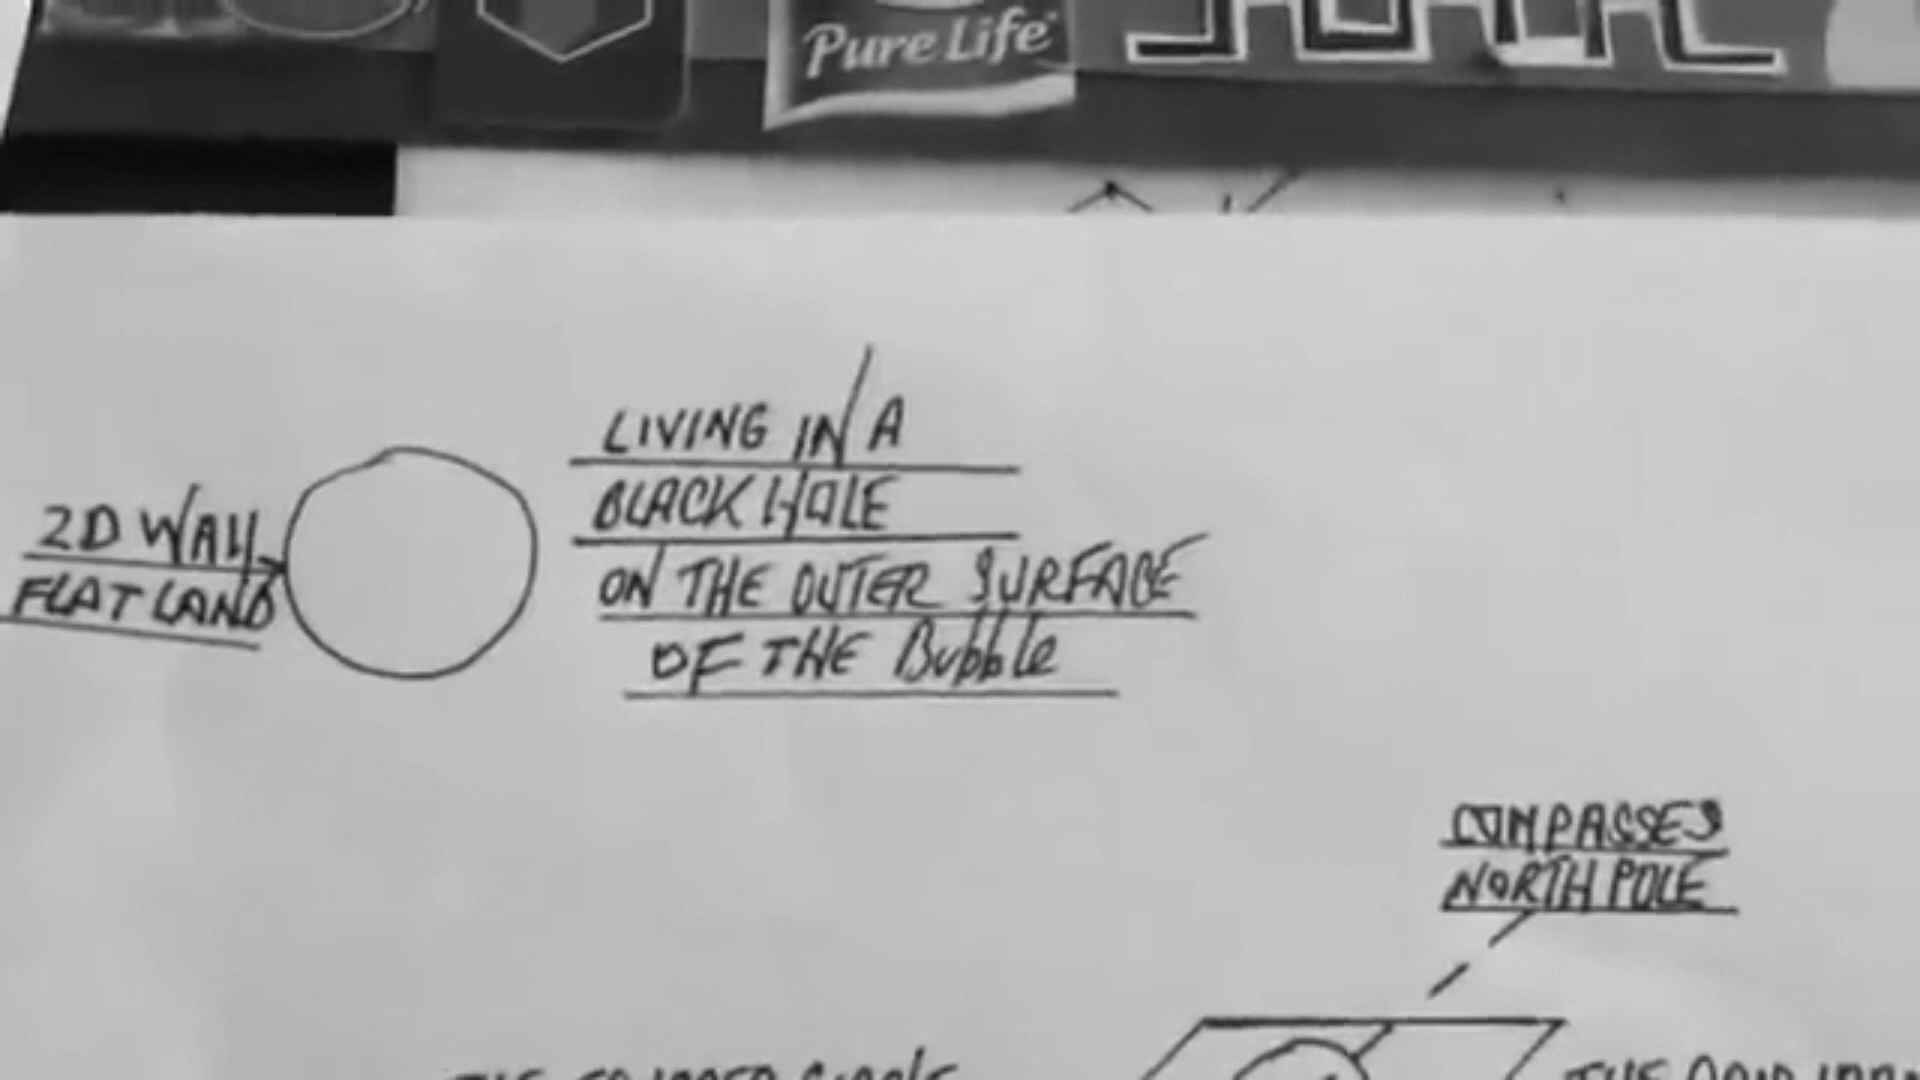 Pure Life
LIVING IN A
BLACK HOLE
ON THE OUTER SURFACE
OF THE Bubble
2D WALL
FLAT LAND
COMPASSES
NORTH POLE